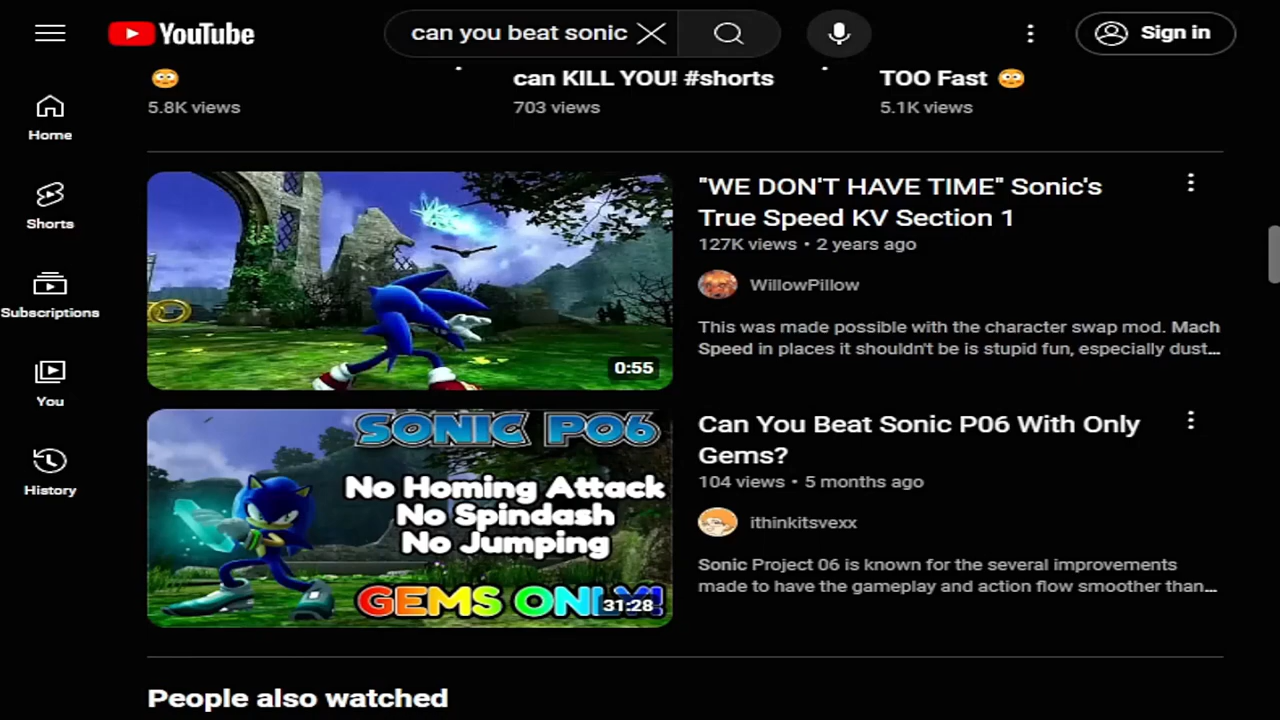 YouTube
can you beat sonic
Sign in
can KILL YOU! #shorts
TOO Fast 😳
😳
5.8K views
703 views
5.1K views
Home
Shorts
Subscriptions
You
History
"WE DON'T HAVE TIME" Sonic's
True Speed KV Section 1
127K views • 2 years ago
WillowPillow
This was made possible with the character swap mod. Mach
Speed in places it shouldn't be is stupid fun, especially dust...
0:55
SONIC P06
No Homing Attack
No Spindash
No Jumping
GEMS ONLY!
31:28
Can You Beat Sonic P06 With Only
Gems?
104 views • 5 months ago
ithinkitsvexx
Sonic Project 06 is known for the several improvements
made to have the gameplay and action flow smoother than...
People also watched